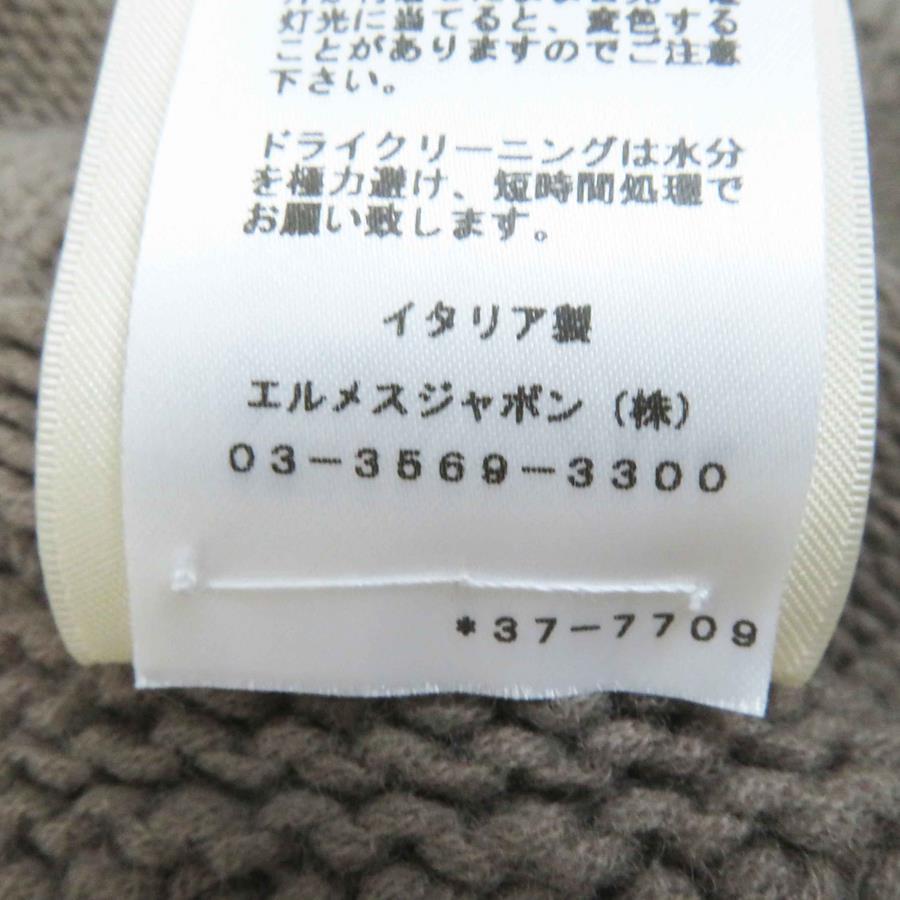 灯光に当てると、変色する
ことがありますのでご注意
下さい。
ドライクリーニングは水分
を極力避け、短時間処理で
お願い致します。
イタリア製
エルメスジャポン（株）
03-3569-3300
*37-7709